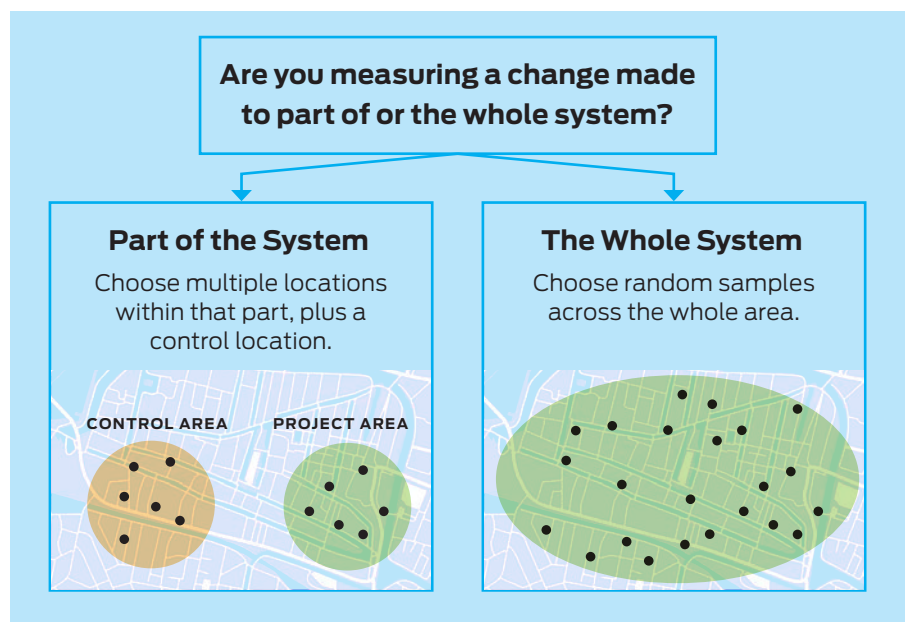 Are you measuring a change made
to part of or the whole system?
Part of the System
Choose multiple locations
within that part, plus a
control location.
CONTROL AREA
PROJECT AREA
The Whole System
Choose random samples
across the whole area.